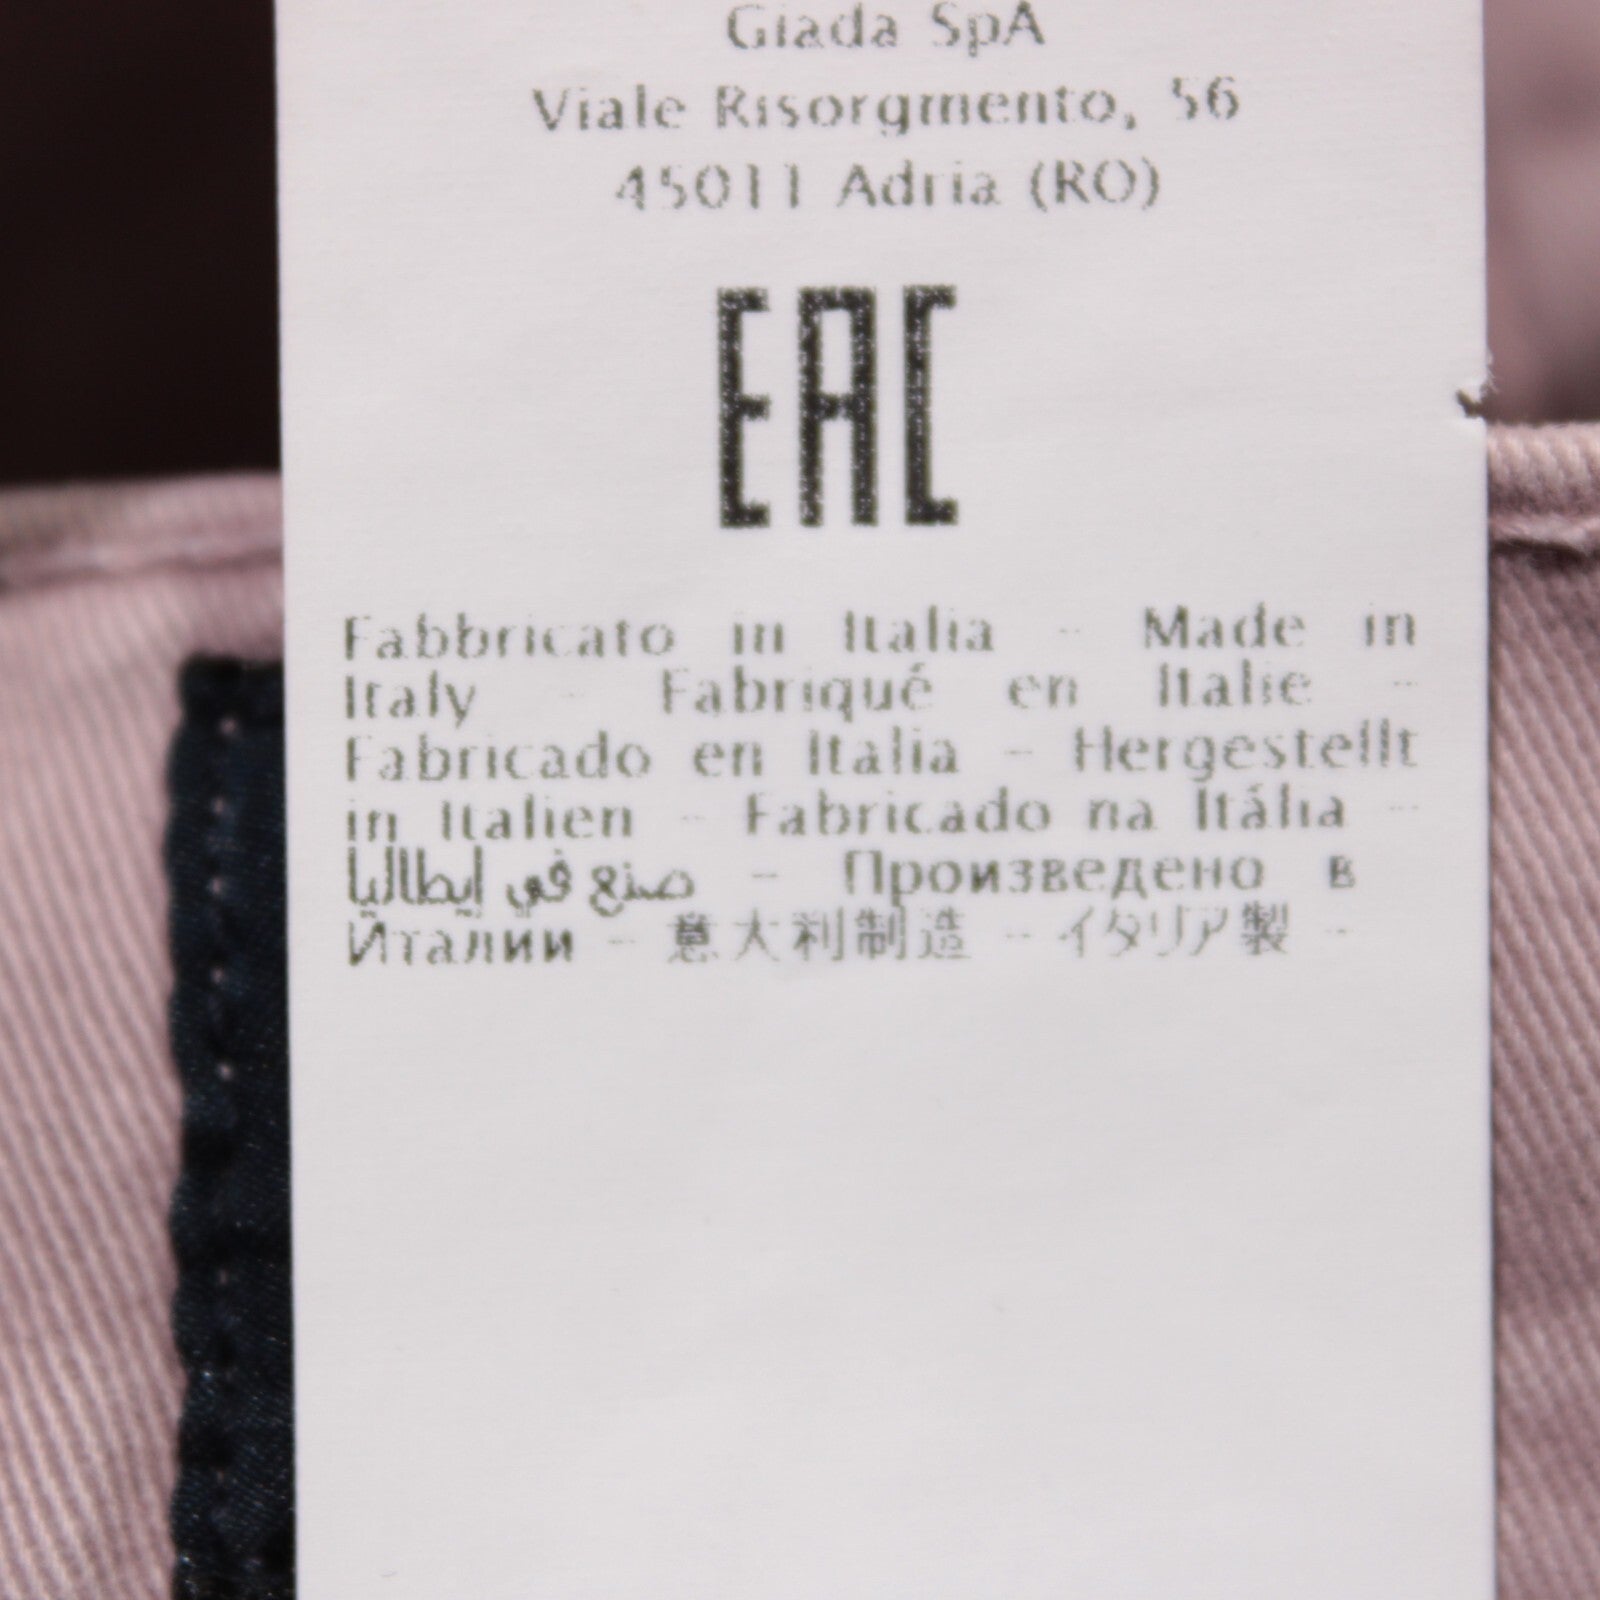 Giada SpA
Viale Risorgimento, 56
45011 Adria (RO)
EAC
Fabbricato in Italia - Made in
Italy - Fabriqué en Italie -
Fabricado en Italia - Hergestellt
in Italien - Fabricado na Itália -
صنع في إيطاليا - Произведено в
Италии - 意大利制造 - イタリア製 -